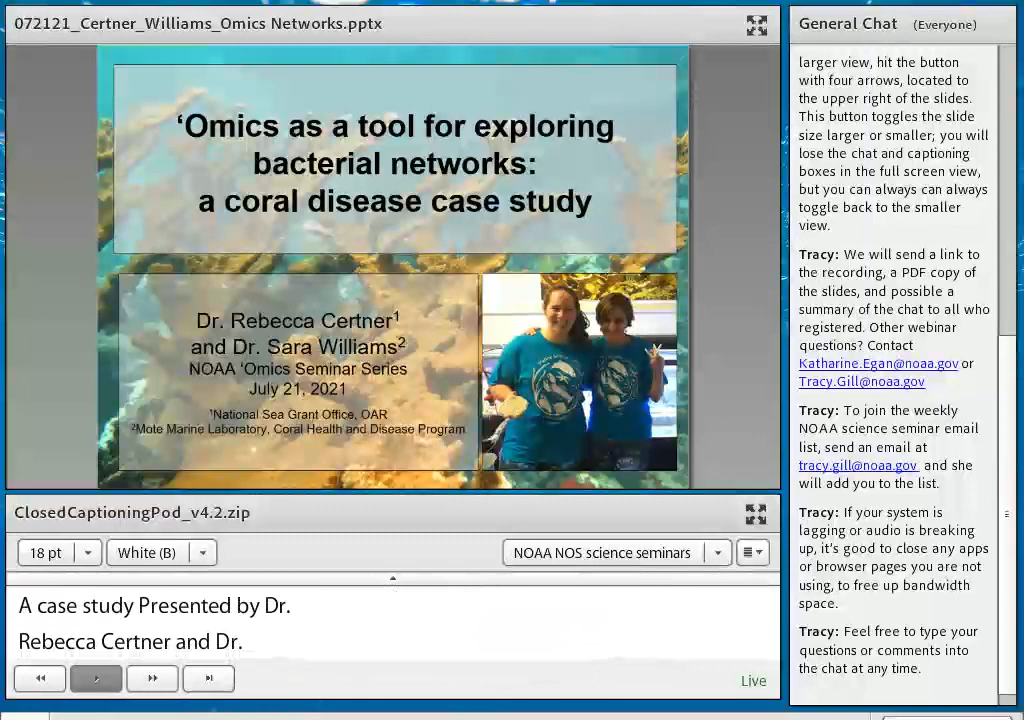 072121_Certner_Williams_Omics Networks.pptx
‘Omics as a tool for exploring
bacterial networks:
a coral disease case study
Dr. Rebecca Certner¹
and Dr. Sara Williams²
NOAA ‘Omics Seminar Series
July 21, 2021
¹National Sea Grant Office, OAR
²Mote Marine Laboratory, Coral Health and Disease Program
ClosedCaptioningPod_v4.2.zip
18 pt
White (B)
NOAA NOS science seminars
A case study Presented by Dr.
Rebecca Certner and Dr.
Live
General Chat (Everyone)
larger view, hit the button
with four arrows, located to
the upper right of the slides.
This button toggles the slide
size larger or smaller; you will
lose the chat and captioning
boxes in the full screen view,
but you can always can always
toggle back to the smaller
view.
Tracy: We will send a link to
the recording, a PDF copy of
the slides, and possible a
summary of the chat to all who
registered. Other webinar
questions? Contact
Katharine.Egan@noaa.gov or
Tracy.Gill@noaa.gov
Tracy: To join the weekly
NOAA science seminar email
list, send an email at
tracy.gill@noaa.gov and she
will add you to the list.
Tracy: If your system is
lagging or audio is breaking
up, it’s good to close any apps
or browser pages you are not
using, to free up bandwidth
space.
Tracy: Feel free to type your
questions or comments into
the chat at any time.